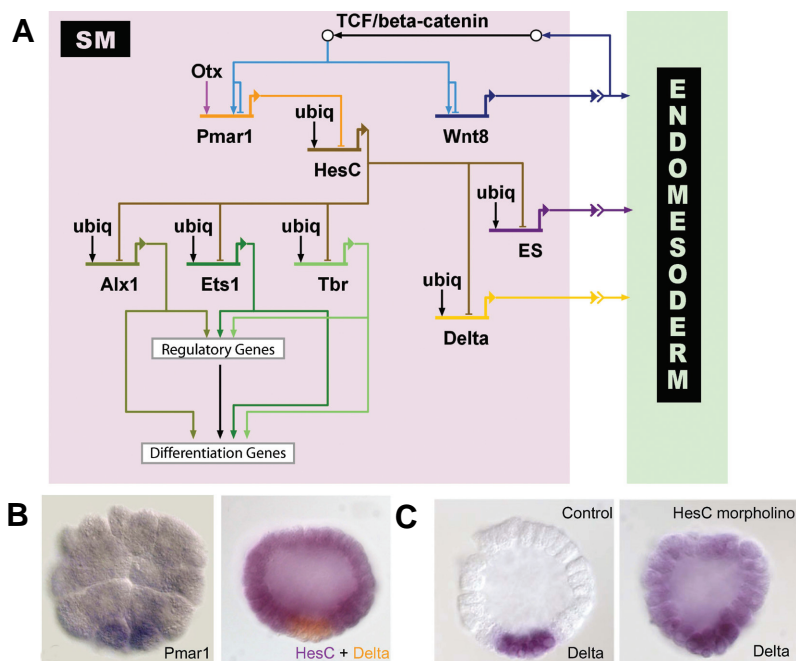 A
SM
TCF/beta-catenin
Otx
Pmar1
ubiq
HesC
Wnt8
ubiq
ES
ubiq
Alx1
ubiq
Ets1
ubiq
Tbr
ubiq
Delta
Regulatory Genes
Differentiation Genes
ENDOMESODERM
B
Pmar1
HesC + Delta
C
Control
Delta
HesC morpholino
Delta